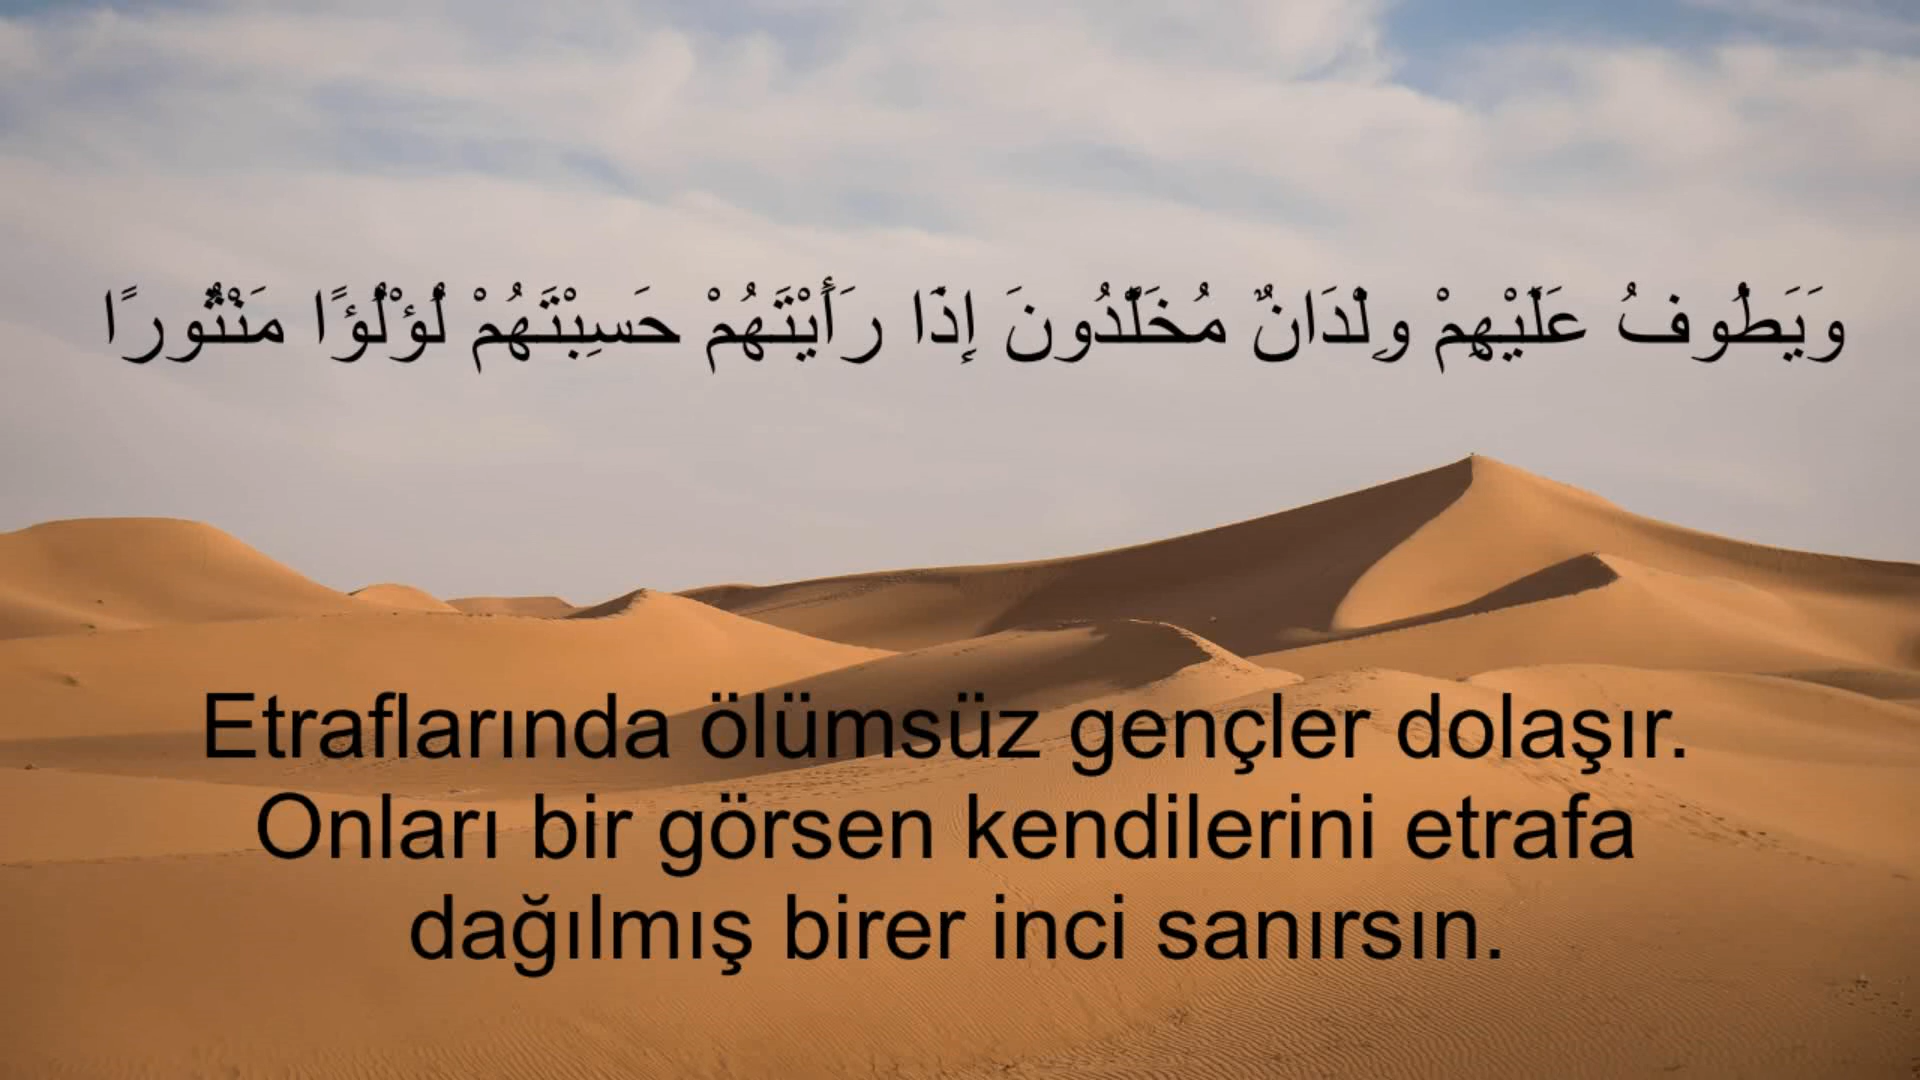 وَيَطُوفُ عَلَيْهِمْ وِلْدَانٌ مُخَلَّدُونَ إِذَا رَأَيْتَهُمْ حَسِبْتَهُمْ لُؤْلُؤًا مَنْثُورًا
Etraflarında ölümsüz gençler dolaşır.
Onları bir görsen kendilerini etrafa
dağılmış birer inci sanırsın.